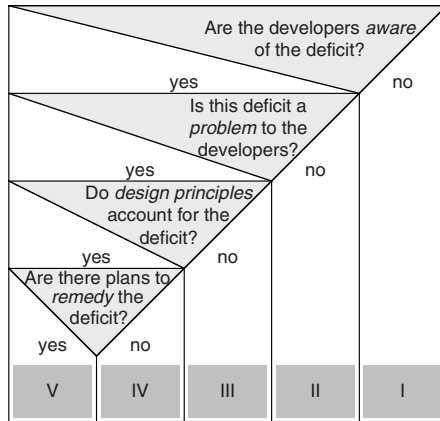 Are the developers aware
of the deficit?
yes
no
Is this deficit a
problem to the
developers?
yes
no
Do design principles
account for the
deficit?
yes
no
Are there plans to
remedy the
deficit?
yes
no
V
IV
III
II
I